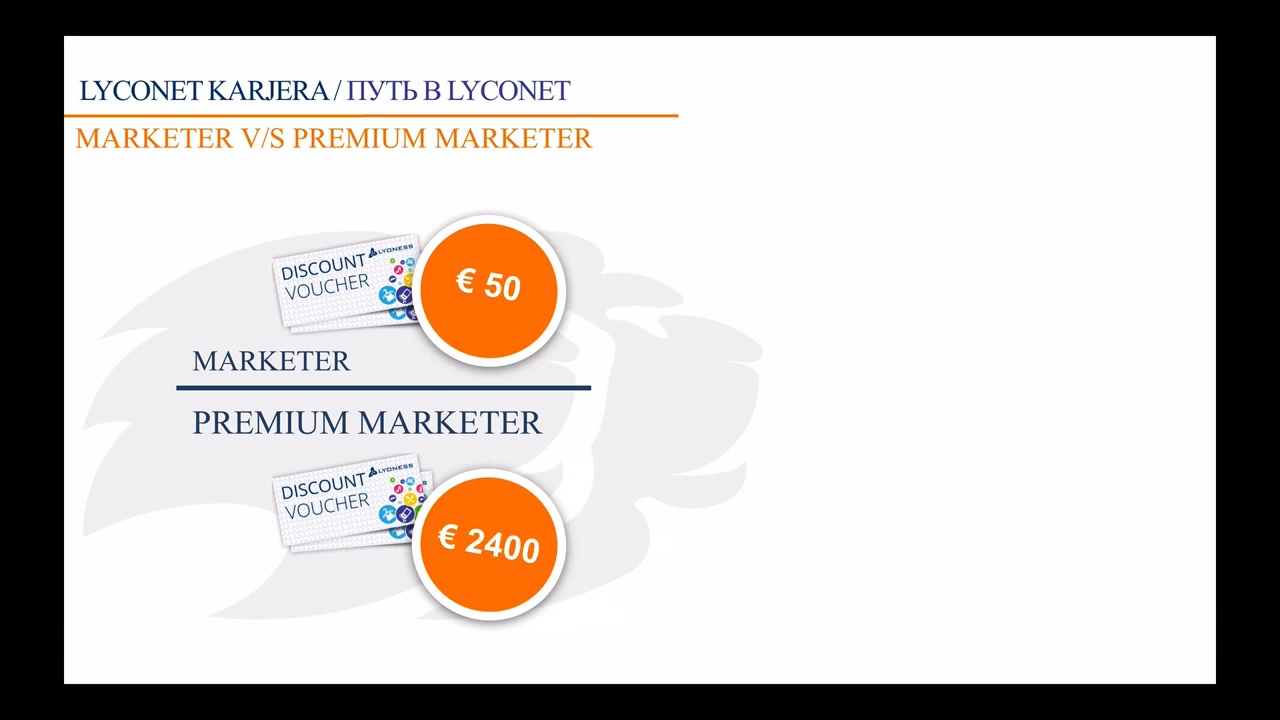 LYCONET KARJERA / ПУТЬ В LYCONET
MARKETER V/S PREMIUM MARKETER
LYONESS
DISCOUNT
VOUCHER
€ 50
MARKETER
PREMIUM MARKETER
LYONESS
DISCOUNT
VOUCHER
€ 2400